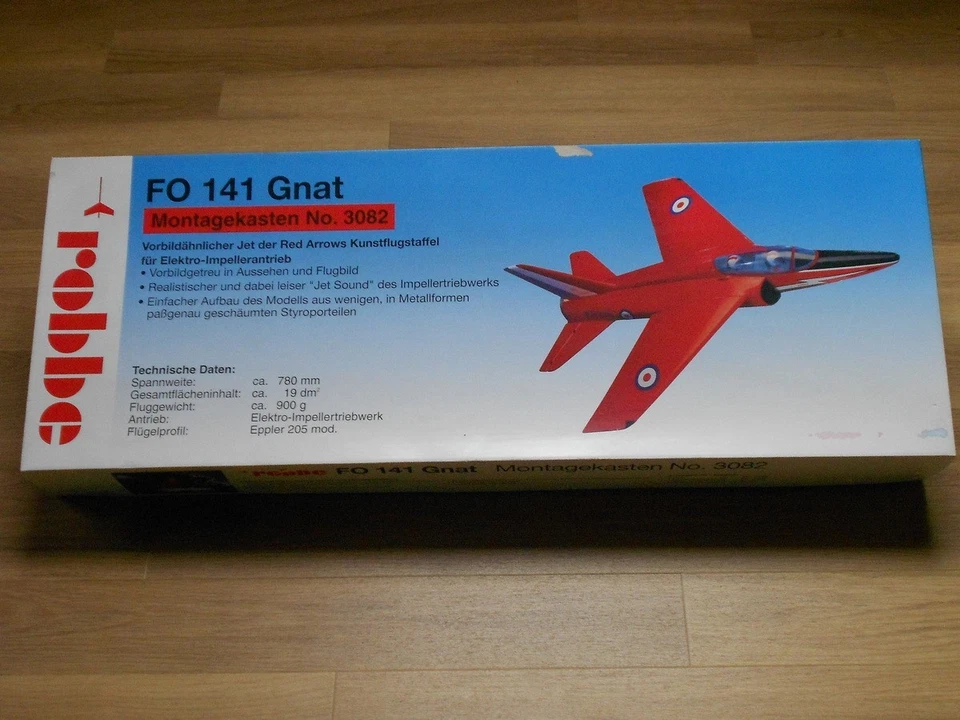 robbe
FO 141 Gnat
Montagekasten No. 3082
Vorbildähnlicher Jet der Red Arrows Kunstflugstaffel
für Elektro-Impellerantrieb
• Vorbildgetreu in Aussehen und Flugbild
• Realistischer und dabei leiser "Jet Sound" des Impellertriebwerks
• Einfacher Aufbau des Modells aus wenigen, in Metallformen
paßgenau geschäumten Styroporteilen
Technische Daten:
Spannweite: ca. 780 mm
Gesamtflächeninhalt: ca. 19 dm²
Fluggewicht: ca. 900 g
Antrieb: Elektro-Impellertriebwerk
Flügelprofil: Eppler 205 mod.
robbe FO 141 Gnat Montagekasten No. 3082